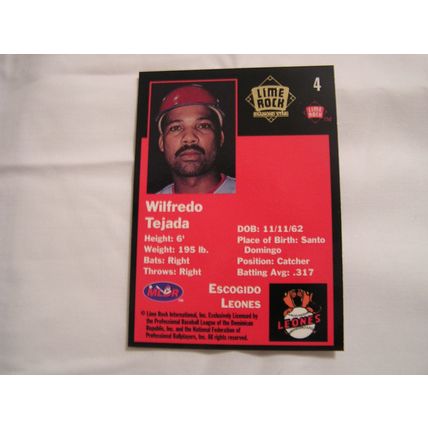 4
LIME
ROCK
DIAMOND STARS
LIME
ROCK
TM
Wilfredo
Tejada
Height: 6'
Weight: 195 lb.
Bats: Right
Throws: Right
DOB: 11/11/62
Place of Birth: Santo
Domingo
Position: Catcher
Batting Avg: .317
ESCOGIDO
LEONES
LEONES
© Lime Rock International, Inc. Exclusively Licensed by
the Professional Baseball League of the Dominican
Republic, Inc. and the National Federation of
Professional Ballplayers, Inc. All rights reserved.